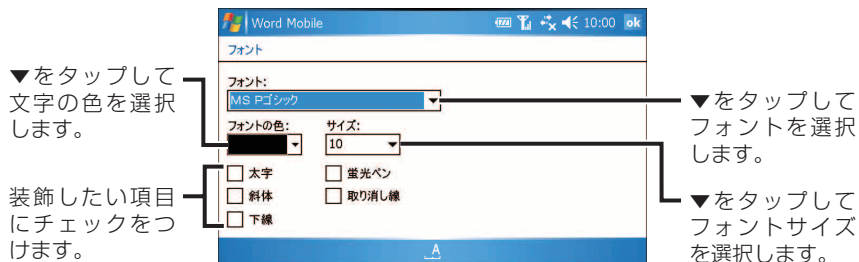 Word Mobile 10:00 ok
フォント
フォント:
MS Pゴシック
フォントの色: サイズ:
10
太字 蛍光ペン
斜体 取り消し線
下線
A
▼をタップして
文字の色を選択
します。
装飾したい項目
にチェックをつ
けます。
▼をタップして
フォントを選択
します。
▼をタップして
フォントサイズ
を選択します。